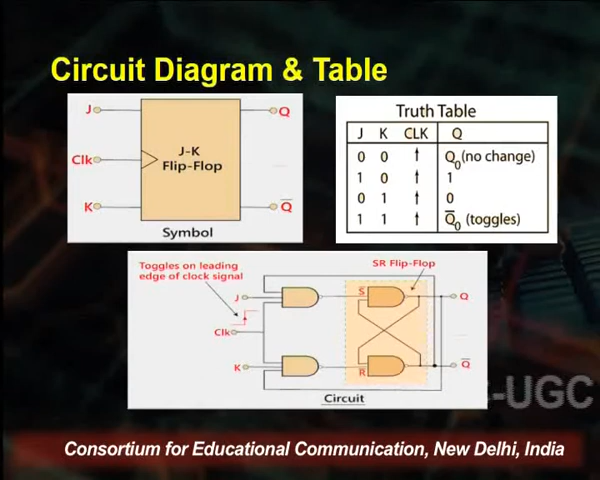 Circuit Diagram & Table
J
Q
J-K
Flip-Flop
Clk
K
Q̅
Symbol
Truth Table
J K CLK Q
0 0 ↑ Q₀(no change)
1 0 ↑ 1
0 1 ↑ 0
1 1 ↑ Q̅₀ (toggles)
Toggles on leading
edge of clock signal
SR Flip-Flop
J
S
Q
Clk
K
R
Q̅
Circuit
-UGC
Consortium for Educational Communication, New Delhi, India